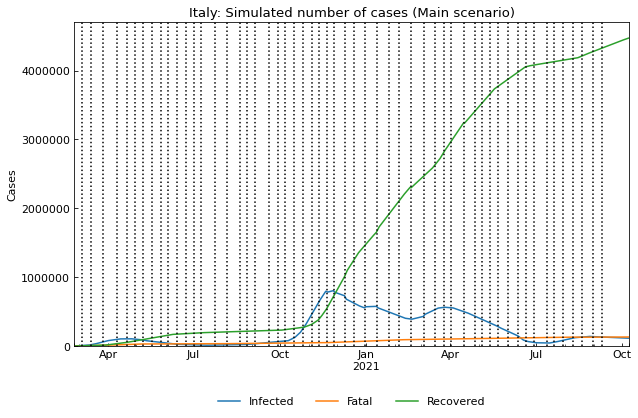 Italy: Simulated number of cases (Main scenario)
4000000
3000000
2000000
1000000
0
Cases
Apr Jul Oct Jan Apr Jul Oct
2021
Infected Fatal Recovered